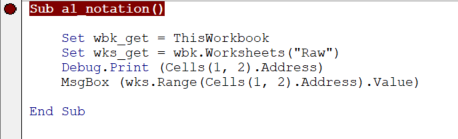 Sub al_notation()
Set wbk_get = ThisWorkbook
Set wks_get = wbk.Worksheets("Raw")
Debug.Print (Cells(1, 2).Address)
MsgBox (wks.Range(Cells(1, 2).Address).Value)
End Sub